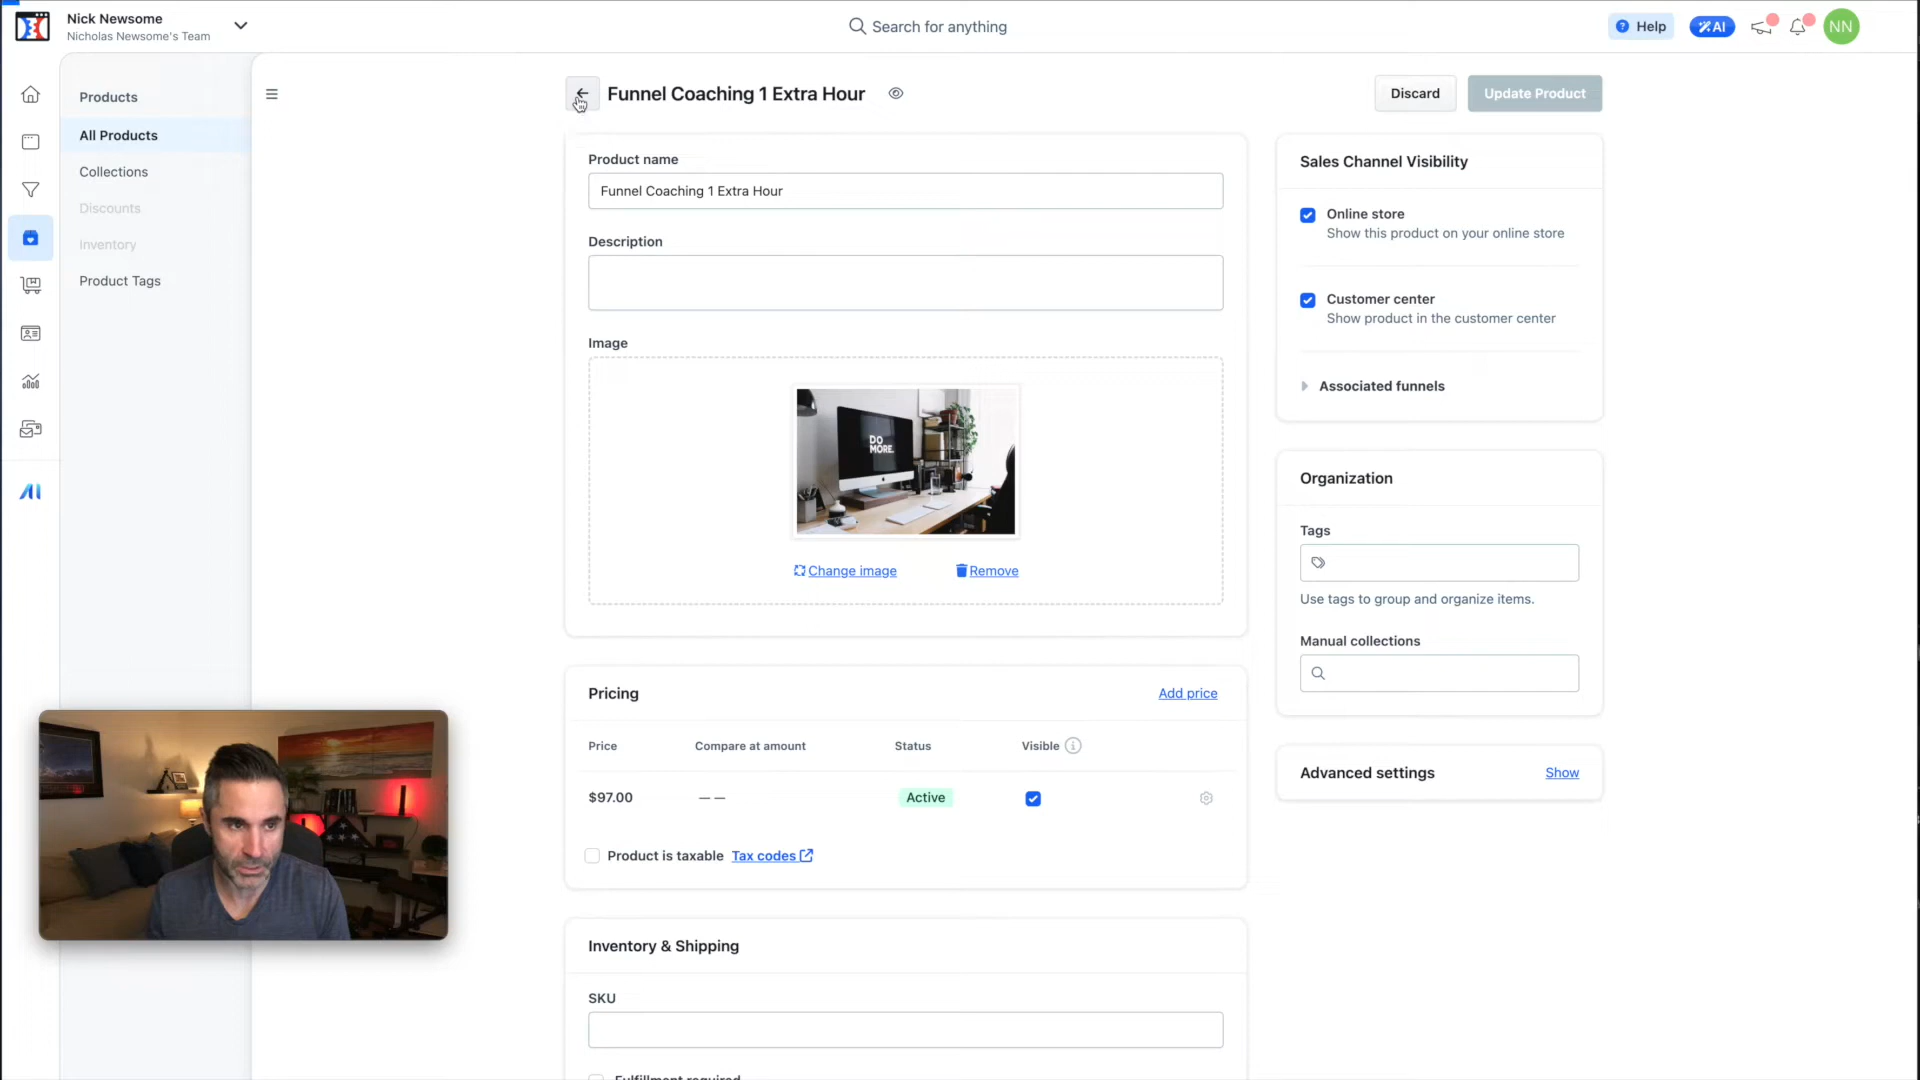 Nick Newsome
Nicholas Newsome's Team
Search for anything
Help
AI
NN
Products
All Products
Collections
Discounts
Inventory
Product Tags
Funnel Coaching 1 Extra Hour
Discard
Update Product
Product name
Funnel Coaching 1 Extra Hour
Description
Image
DO
MORE.
Change image
Remove
Sales Channel Visibility
Online store
Show this product on your online store
Customer center
Show product in the customer center
Associated funnels
Organization
Tags
Use tags to group and organize items.
Manual collections
Advanced settings
Show
Pricing
Add price
Price
Compare at amount
Status
Visible
$97.00
— —
Active
Product is taxable
Tax codes
Inventory & Shipping
SKU
Fulfillment required
AI